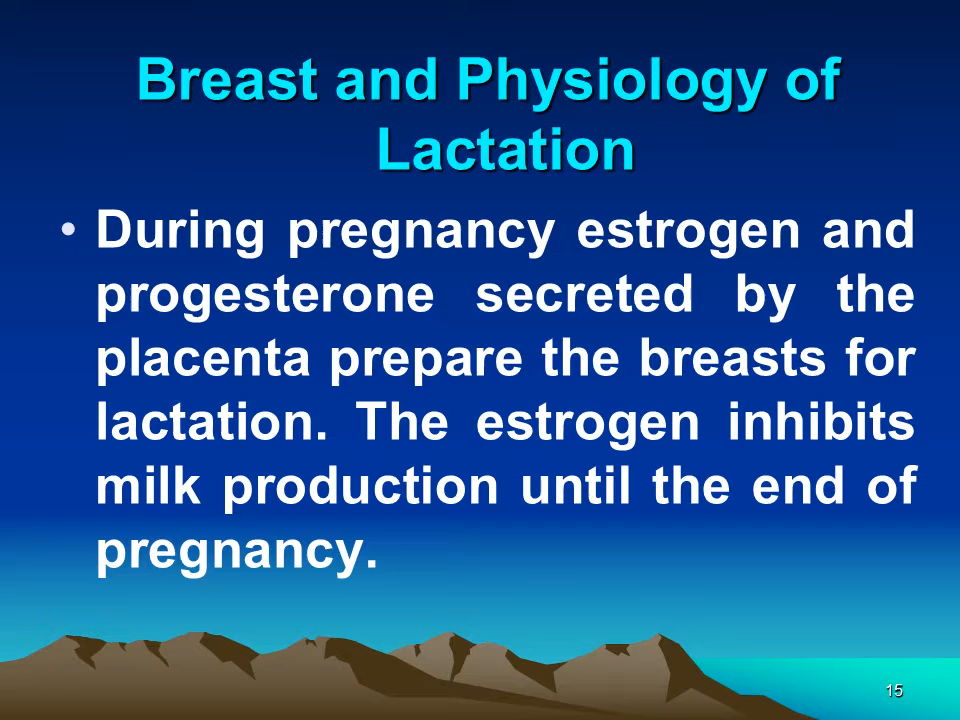 Breast and Physiology of
Lactation
• During pregnancy estrogen and
progesterone secreted by the
placenta prepare the breasts for
lactation. The estrogen inhibits
milk production until the end of
pregnancy.
15